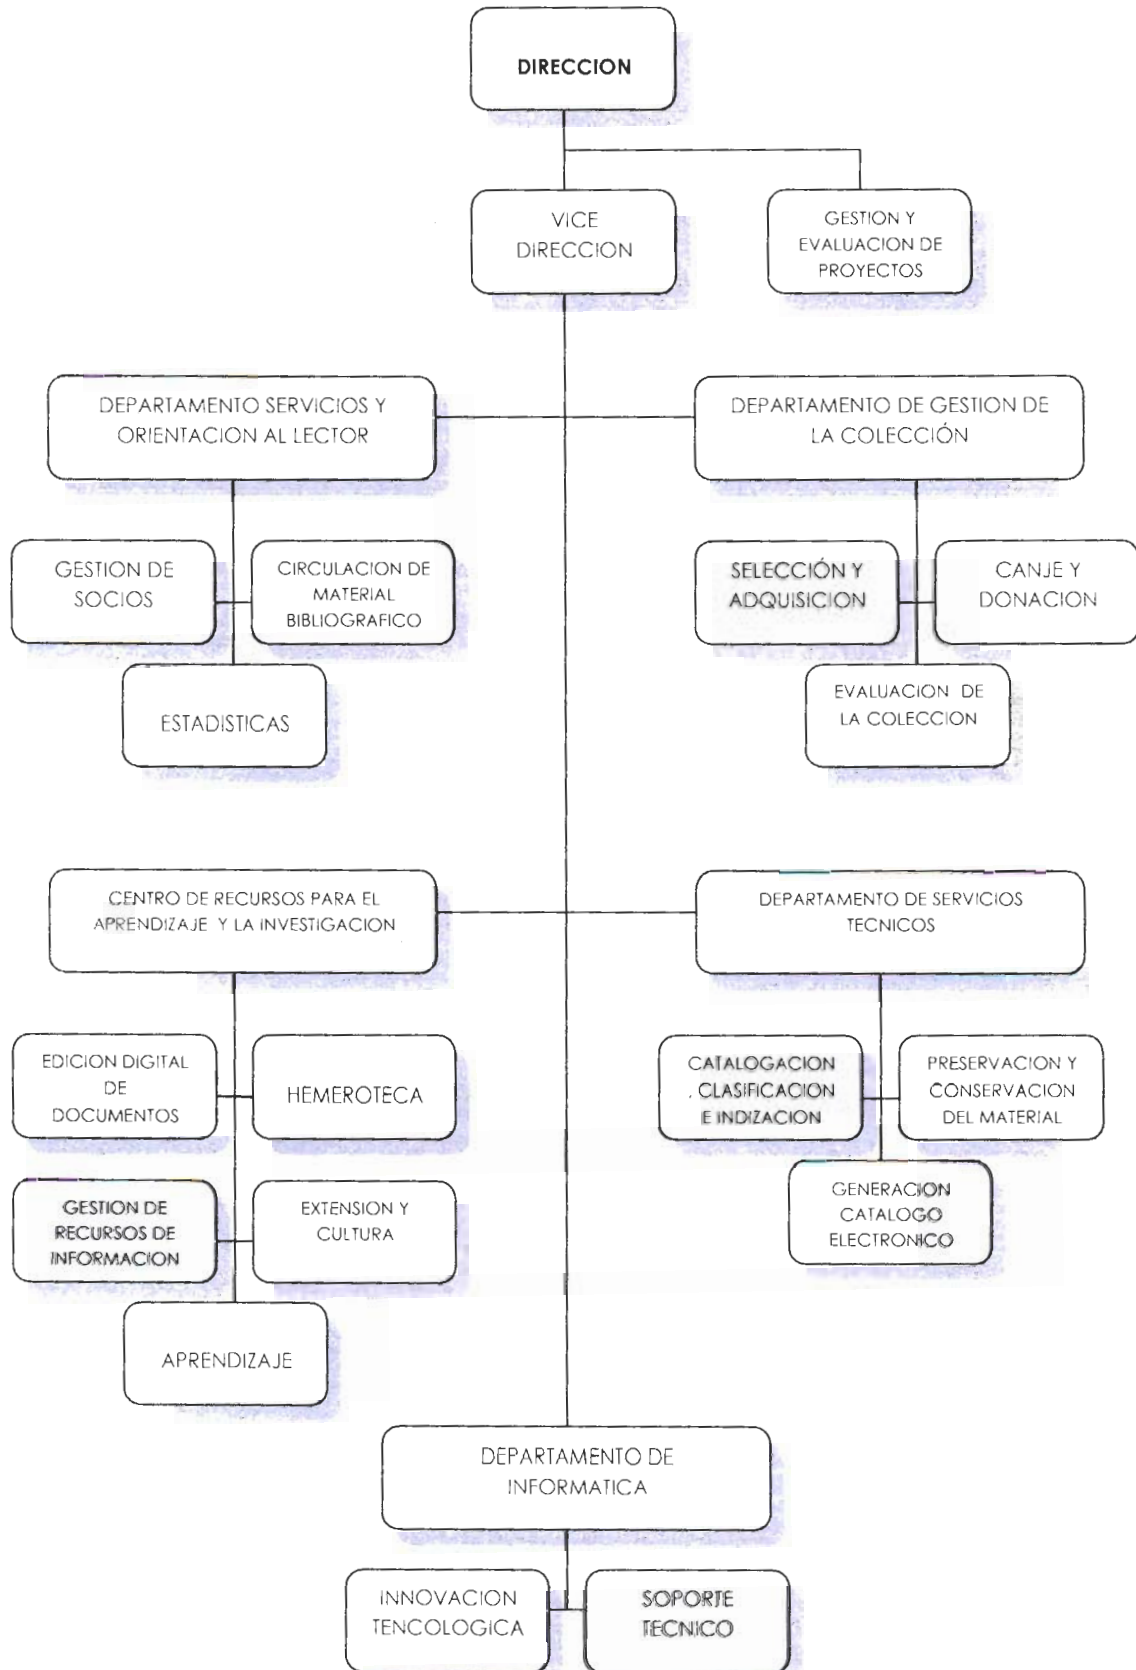 DIRECCION
VICE
DIRECCION
GESTION Y
EVALUACION DE
PROYECTOS
DEPARTAMENTO SERVICIOS Y
ORIENTACION AL LECTOR
DEPARTAMENTO DE GESTION DE
LA COLECCIÓN
GESTION DE
SOCIOS
CIRCULACION DE
MATERIAL
BIBLIOGRAFICO
SELECCIÓN Y
ADQUISICION
CANJE Y
DONACION
ESTADISTICAS
EVALUACION DE
LA COLECCION
CENTRO DE RECURSOS PARA EL
APRENDIZAJE Y LA INVESTIGACION
DEPARTAMENTO DE SERVICIOS
TECNICOS
EDICION DIGITAL
DE
DOCUMENTOS
HEMEROTECA
CATALOGACION
, CLASIFICACION
E INDIZACION
PRESERVACION Y
CONSERVACION
DEL MATERIAL
GESTION DE
RECURSOS DE
INFORMACION
EXTENSION Y
CULTURA
GENERACION
CATALOGO
ELECTRONICO
APRENDIZAJE
DEPARTAMENTO DE
INFORMATICA
INNOVACION
TENCOLOGICA
SOPORTE
TECNICO